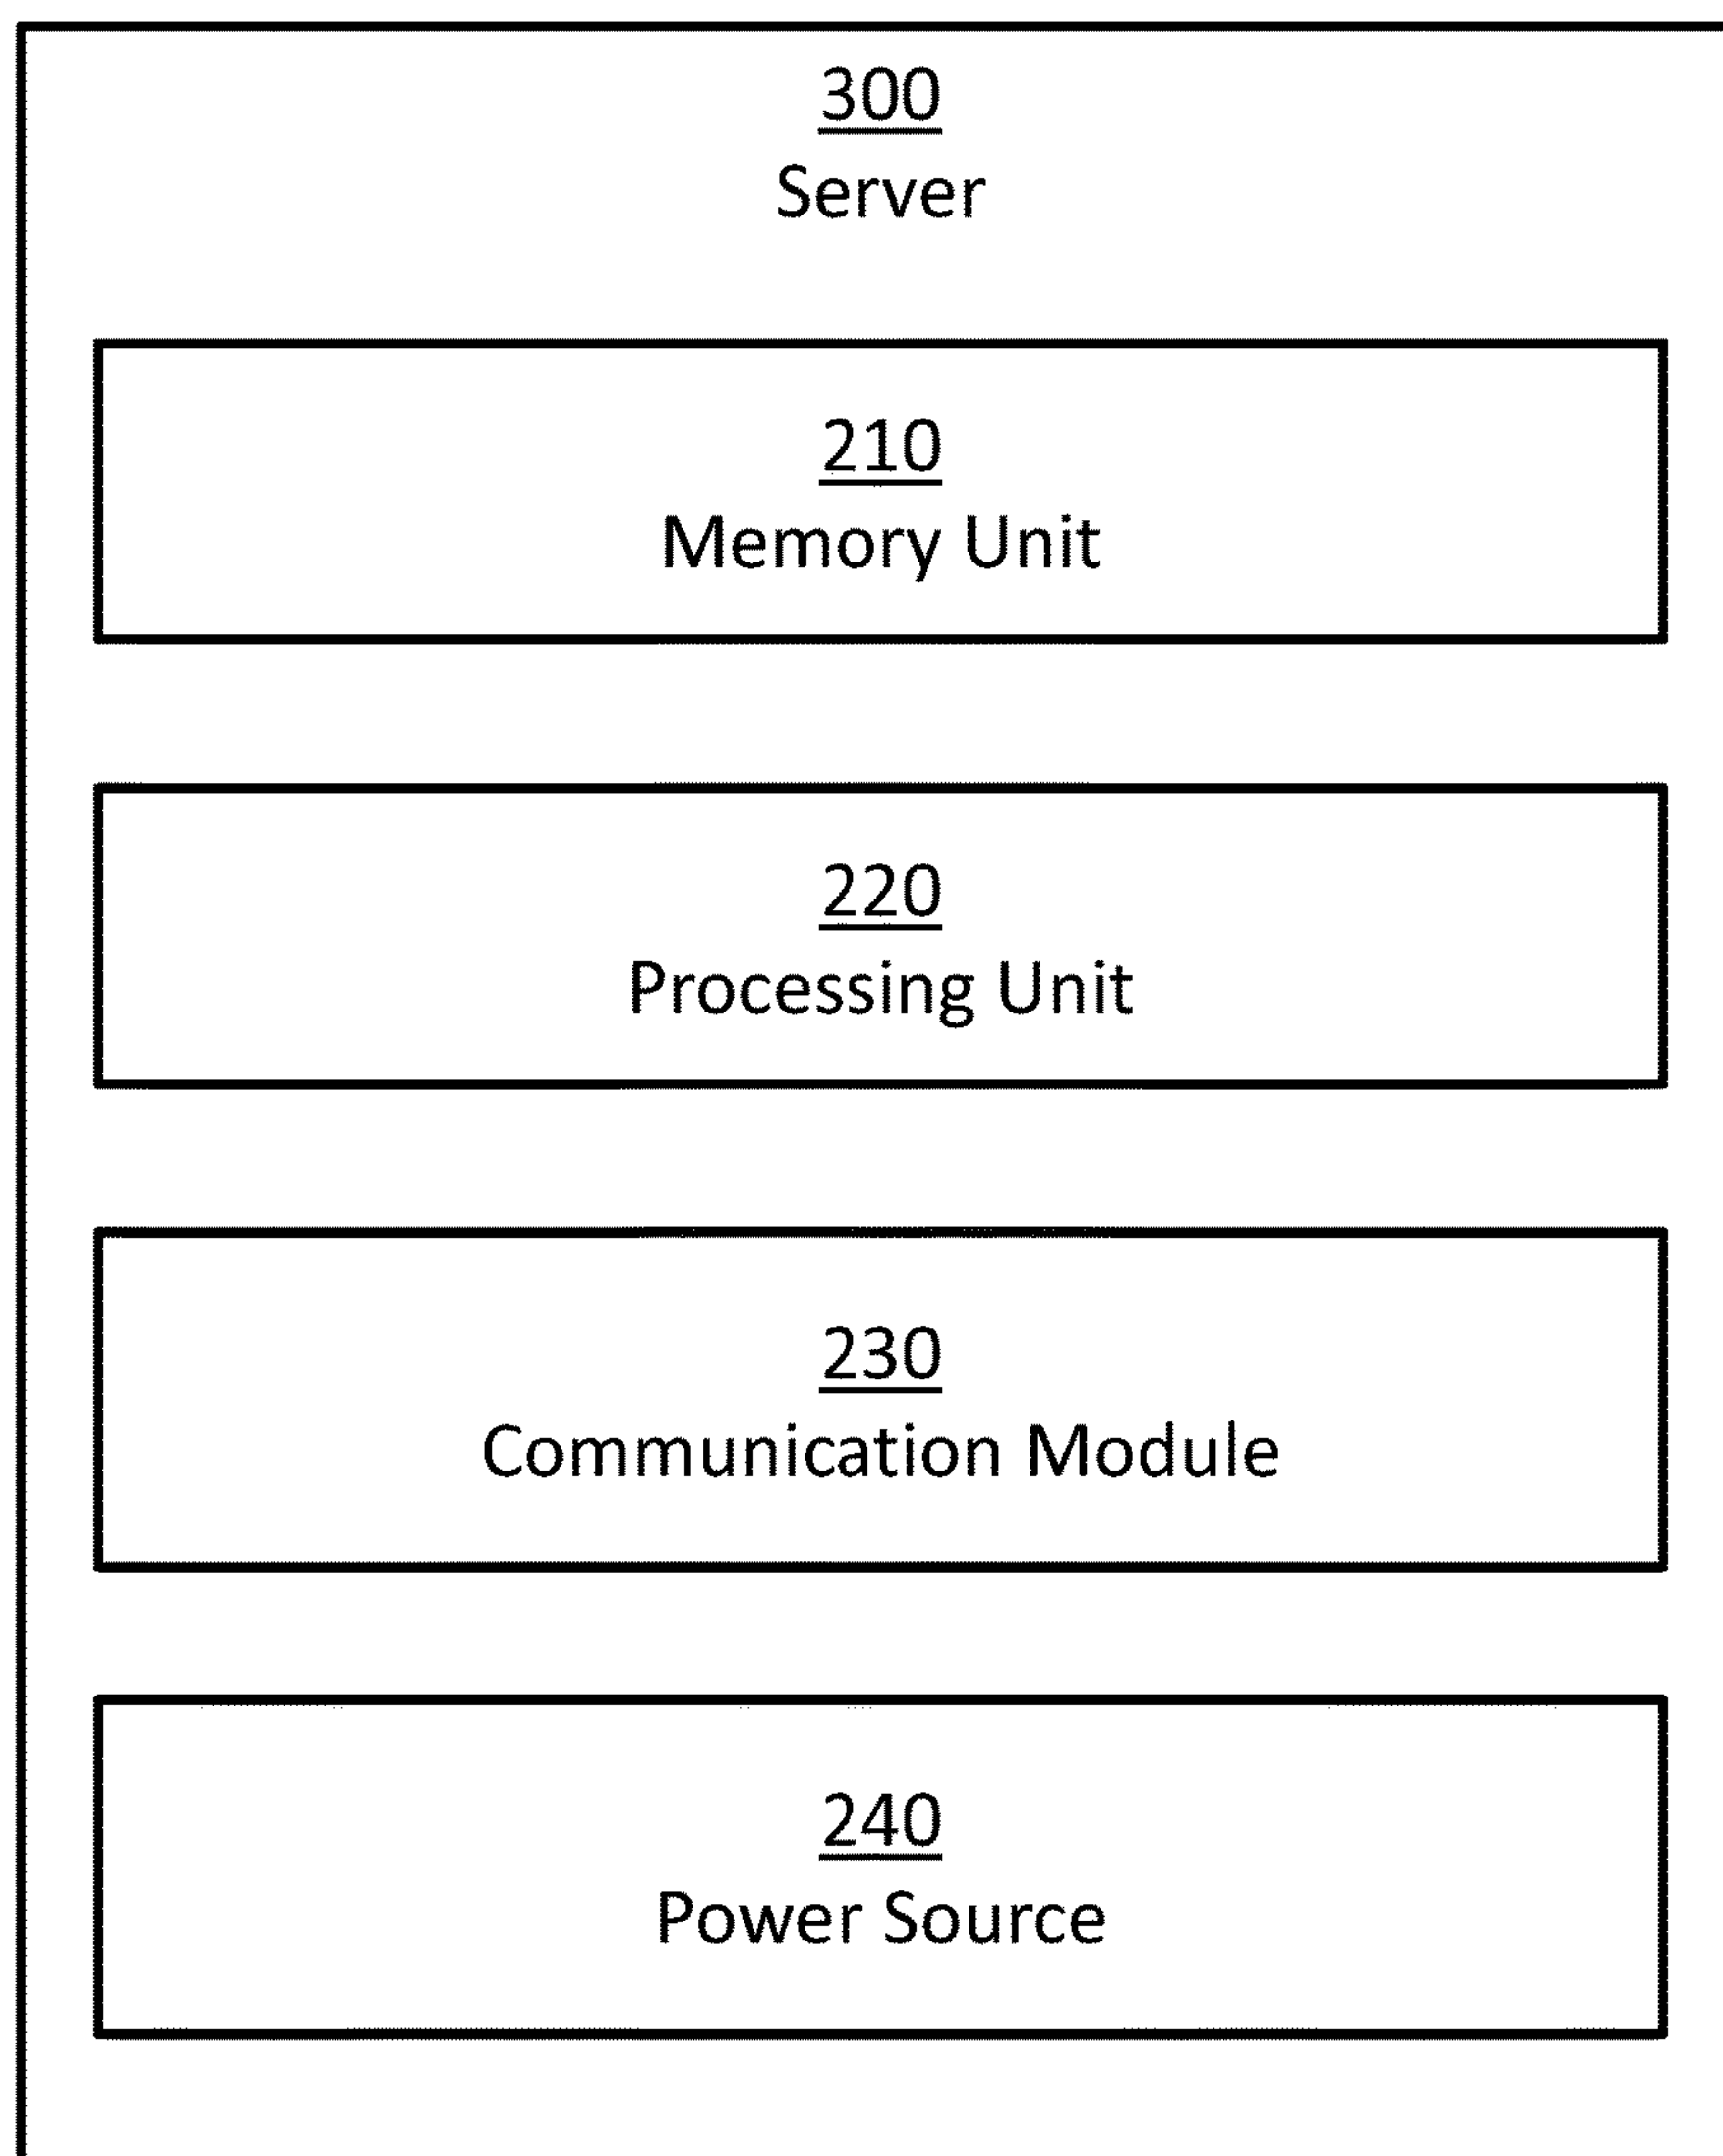 300
Server
210
Memory Unit
220
Processing Unit
230
Communication Module
240
Power Source